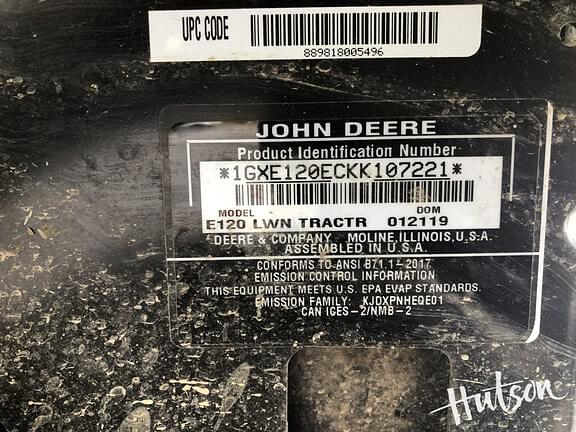 UPC CODE
889818005496
JOHN DEERE
Product Identification Number
*1GXE120ECKK107221*
MODEL DOM
E120 LWN TRACTR 012119
DEERE & COMPANY MOLINE,ILLINOIS,U.S.A.
ASSEMBLED IN U.S.A.
CONFORMS TO ANSI B71.1-2017
EMISSION CONTROL INFORMATION
THIS EQUIPMENT MEETS U.S. EPA EVAP STANDARDS.
EMISSION FAMILY: KJDXPNHEQE01
CAN ICES-2/NMB-2
Hutson